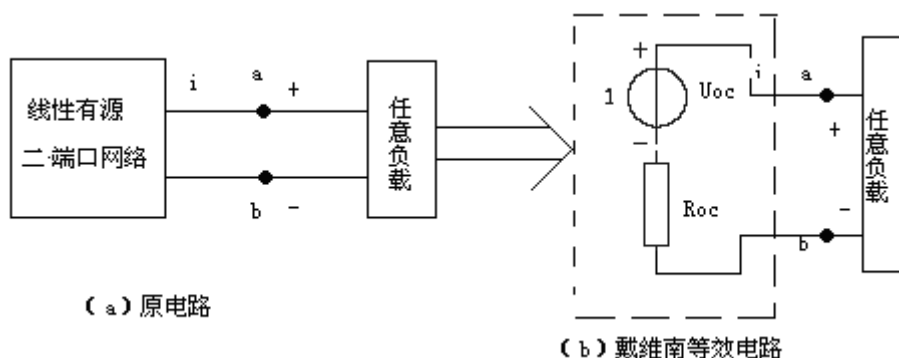 线性有源
二端口网络
i
a
+
b
-
任意负载
+
1
Uoc
-
Roc
i
a
+
-
b
任意负载
(a)原电路
(b)戴维南等效电路